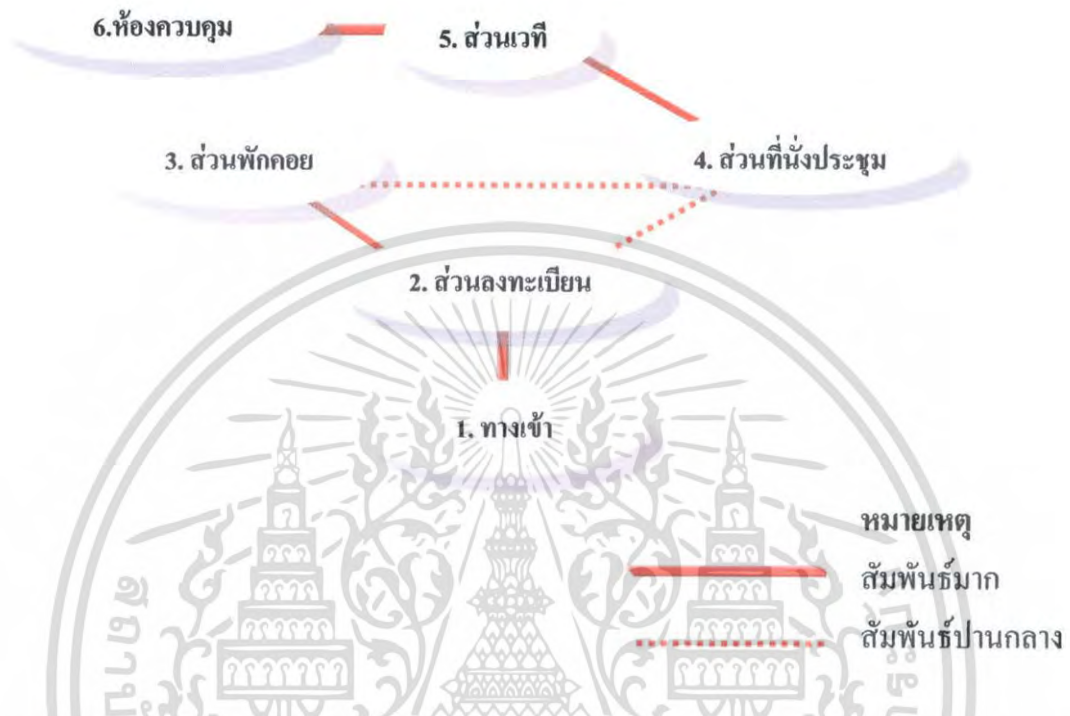 6.ห้องควบคุม
5. ส่วนเวที
3. ส่วนพักคอย
4. ส่วนที่นั่งประชุม
2. ส่วนลงทะเบียน
1. ทางเข้า
หมายเหตุ
สัมพันธ์มาก
สัมพันธ์ปานกลาง